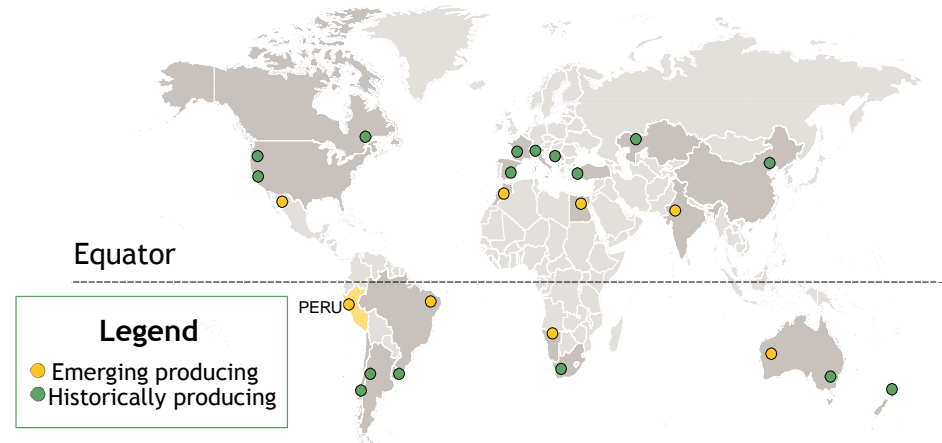 Equator
PERU
Legend
Emerging producing
Historically producing